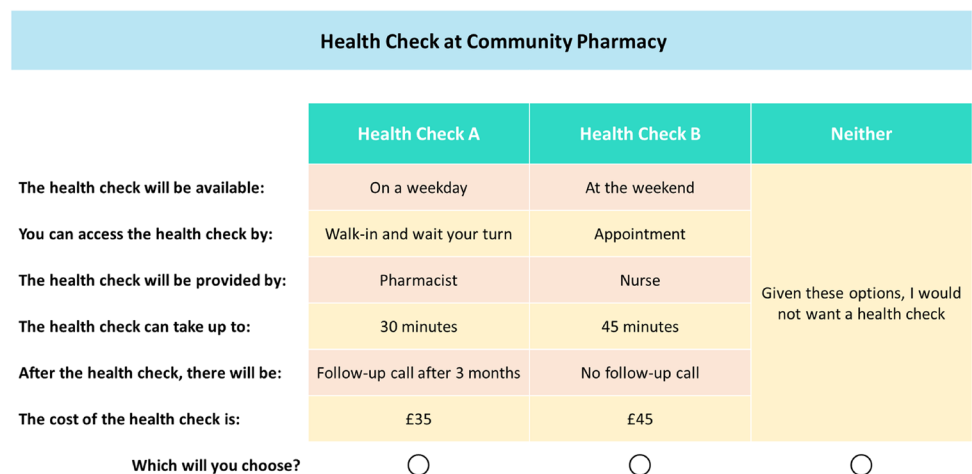 Health Check at Community Pharmacy
Health Check A Health Check B Neither
The health check will be available: On a weekday At the weekend
You can access the health check by: Walk-in and wait your turn Appointment
The health check will be provided by: Pharmacist Nurse
Given these options, I would
not want a health check
The health check can take up to: 30 minutes 45 minutes
After the health check, there will be: Follow-up call after 3 months No follow-up call
The cost of the health check is: £35 £45
Which will you choose?